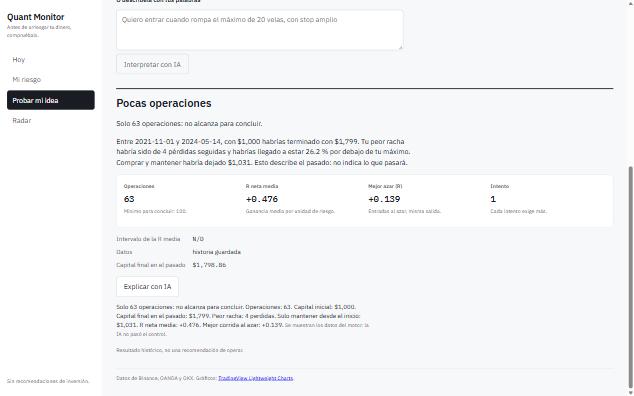 Quant Monitor
Antes de arriesgar tu dinero,
compruébalo.
Hoy
Mi riesgo
Probar mi idea
Radar
Sin recomendaciones de inversión.
O descríbela con tus palabras
Quiero entrar cuando rompa el máximo de 20 velas, con stop amplio
Interpretar con IA
Pocas operaciones
Solo 63 operaciones: no alcanza para concluir.
Entre 2021-11-01 y 2024-05-14, con $1,000 habrías terminado con $1,799. Tu peor racha
habría sido de 4 pérdidas seguidas y habrías llegado a estar 26.2 % por debajo de tu máximo.
Comprar y mantener habría dejado $1,031. Esto describe el pasado: no indica lo que pasará.
Operaciones
63
Mínimo para concluir: 100.
R neta media
+0.476
Ganancia media por unidad de riesgo.
Mejor azar (R)
+0.139
Entradas al azar, misma salida.
Intento
1
Cada intento exige más.
Intervalo de la R media N/D
Datos historia guardada
Capital final en el pasado $1,798.86
Explicar con IA
Solo 63 operaciones: no alcanza para concluir. Operaciones: 63. Capital inicial: $1,000.
Capital final en el pasado: $1,799. Peor racha: 4 perdidas. Solo mantener desde el inicio:
$1,031. R neta media: +0.476. Mejor corrida al azar: +0.139. Se muestran los datos del motor: la
IA no pasó el control.
Resultado histórico, no una recomendación de operar.
Datos de Binance, OANDA y OKX. Gráficos: TradingView Lightweight Charts.